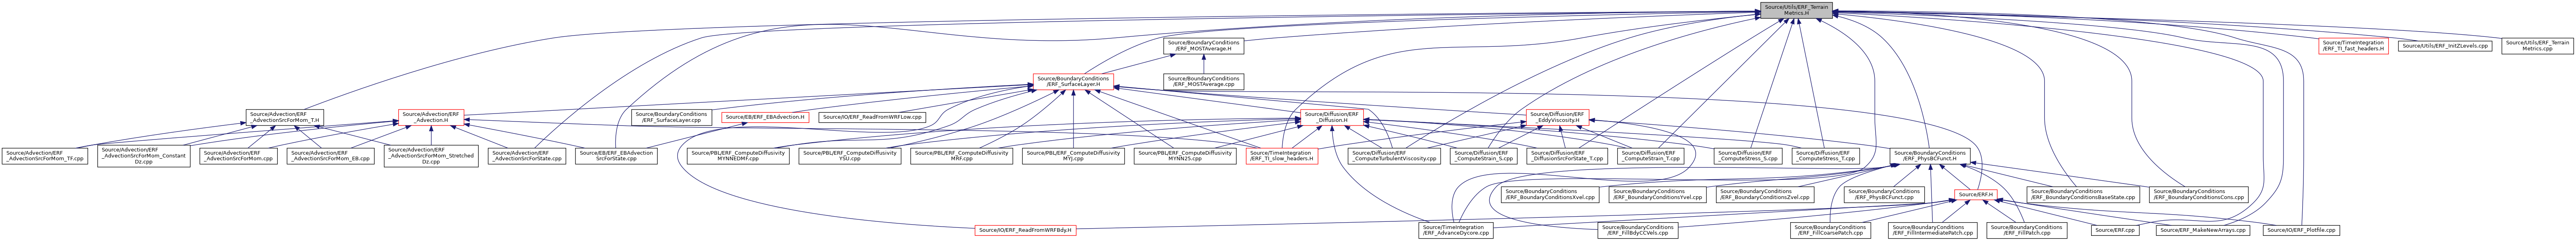 Source/Utils/ERF_Terrain
Metrics.H
Source/BoundaryConditions
/ERF_MOSTAverage.H
Source/TimeIntegration
/ERF_TI_fast_headers.H
Source/Utils/ERF_InitZLevels.cpp
Source/Utils/ERF_Terrain
Metrics.cpp
Source/BoundaryConditions
/ERF_SurfaceLayer.H
Source/BoundaryConditions
/ERF_MOSTAverage.cpp
Source/Advection/ERF
_AdvectionSrcForMom_T.H
Source/Advection/ERF
_Advection.H
Source/BoundaryConditions
/ERF_SurfaceLayer.cpp
Source/EB/ERF_EBAdvection.H
Source/IO/ERF_ReadFromWRFLow.cpp
Source/Diffusion/ERF
_Diffusion.H
Source/Diffusion/ERF
_EddyViscosity.H
Source/Advection/ERF
_AdvectionSrcForMom_TF.cpp
Source/Advection/ERF
_AdvectionSrcForMom_Constant
Dz.cpp
Source/Advection/ERF
_AdvectionSrcForMom.cpp
Source/Advection/ERF
_AdvectionSrcForMom_EB.cpp
Source/Advection/ERF
_AdvectionSrcForMom_Stretched
Dz.cpp
Source/Advection/ERF
_AdvectionSrcForState.cpp
Source/EB/ERF_EBAdvection
SrcForState.cpp
Source/PBL/ERF_ComputeDiffusivity
MYNNEDMF.cpp
Source/PBL/ERF_ComputeDiffusivity
YSU.cpp
Source/PBL/ERF_ComputeDiffusivity
MRF.cpp
Source/PBL/ERF_ComputeDiffusivity
MYJ.cpp
Source/PBL/ERF_ComputeDiffusivity
MYNN25.cpp
Source/TimeIntegration
/ERF_TI_slow_headers.H
Source/Diffusion/ERF
_ComputeTurbulentViscosity.cpp
Source/Diffusion/ERF
_ComputeStrain_S.cpp
Source/Diffusion/ERF
_DiffusionSrcForState_T.cpp
Source/Diffusion/ERF
_ComputeStrain_T.cpp
Source/Diffusion/ERF
_ComputeStress_S.cpp
Source/Diffusion/ERF
_ComputeStress_T.cpp
Source/BoundaryConditions
/ERF_PhysBCFunct.H
Source/BoundaryConditions
/ERF_BoundaryConditionsXvel.cpp
Source/BoundaryConditions
/ERF_BoundaryConditionsYvel.cpp
Source/BoundaryConditions
/ERF_BoundaryConditionsZvel.cpp
Source/BoundaryConditions
/ERF_PhysBCFunct.cpp
Source/ERF.H
Source/BoundaryConditions
/ERF_BoundaryConditionsBaseState.cpp
Source/BoundaryConditions
/ERF_BoundaryConditionsCons.cpp
Source/IO/ERF_ReadFromWRFBdy.H
Source/TimeIntegration
/ERF_AdvanceDycore.cpp
Source/BoundaryConditions
/ERF_FillBdyCCVels.cpp
Source/BoundaryConditions
/ERF_FillCoarsePatch.cpp
Source/BoundaryConditions
/ERF_FillIntermediatePatch.cpp
Source/BoundaryConditions
/ERF_FillPatch.cpp
Source/ERF.cpp
Source/ERF_MakeNewArrays.cpp
Source/IO/ERF_Plotfile.cpp